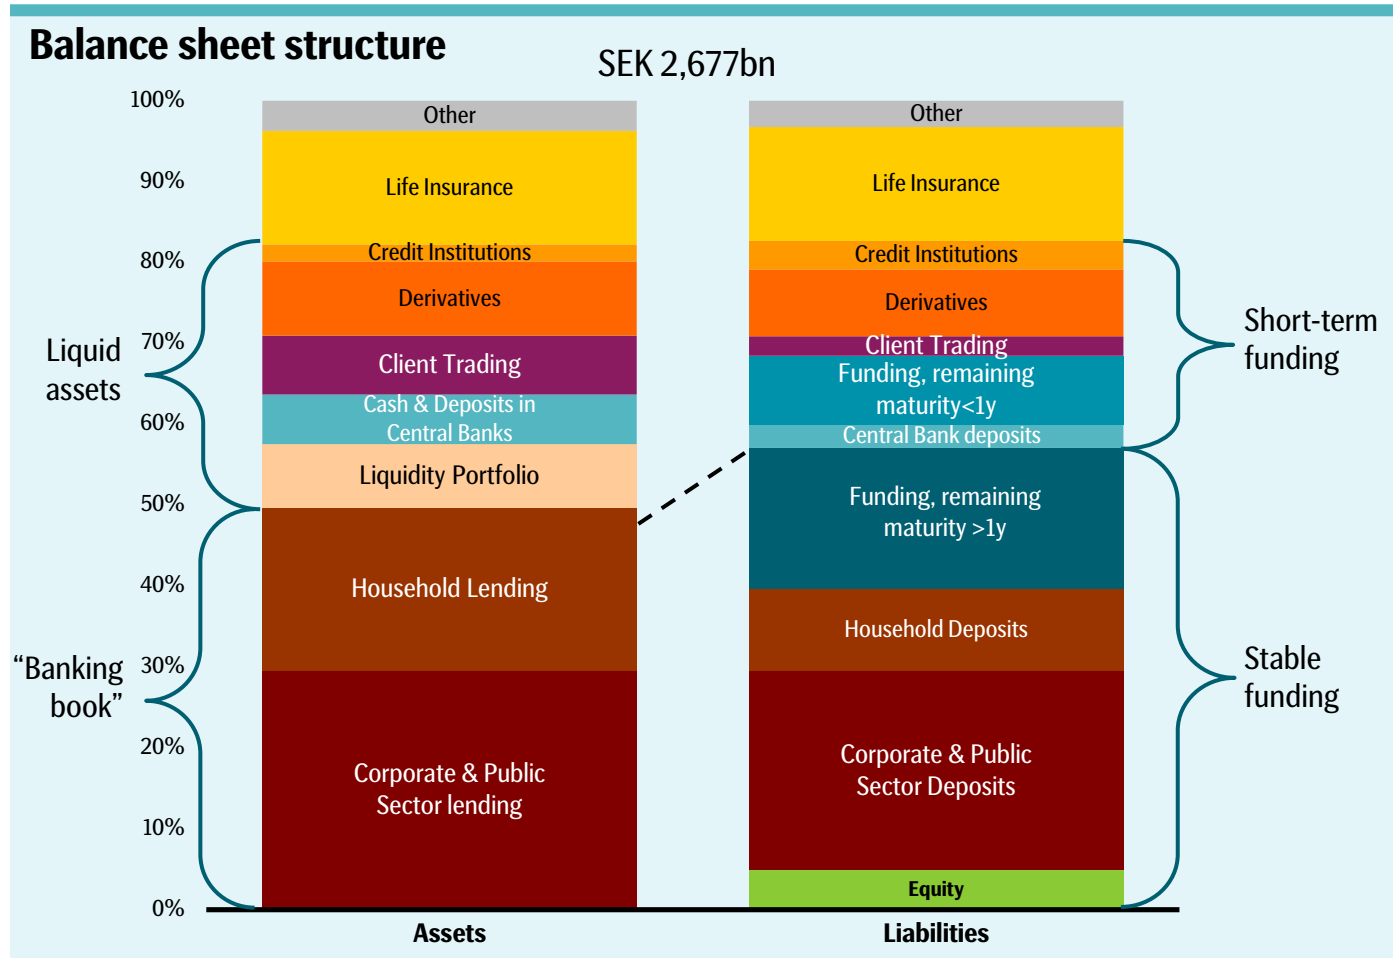 Balance sheet structure
SEK 2,677bn
100%
90%
80%
70%
60%
50%
40%
30%
20%
10%
0%
Liquid
assets
“Banking
book”
Other
Life Insurance
Credit Institutions
Derivatives
Client Trading
Cash & Deposits in
Central Banks
Liquidity Portfolio
Household Lending
Corporate & Public
Sector lending
Assets
Other
Life Insurance
Credit Institutions
Derivatives
Client Trading
Funding, remaining
maturity<1y
Central Bank deposits
Funding, remaining
maturity >1y
Household Deposits
Corporate & Public
Sector Deposits
Equity
Liabilities
Short-term
funding
Stable
funding